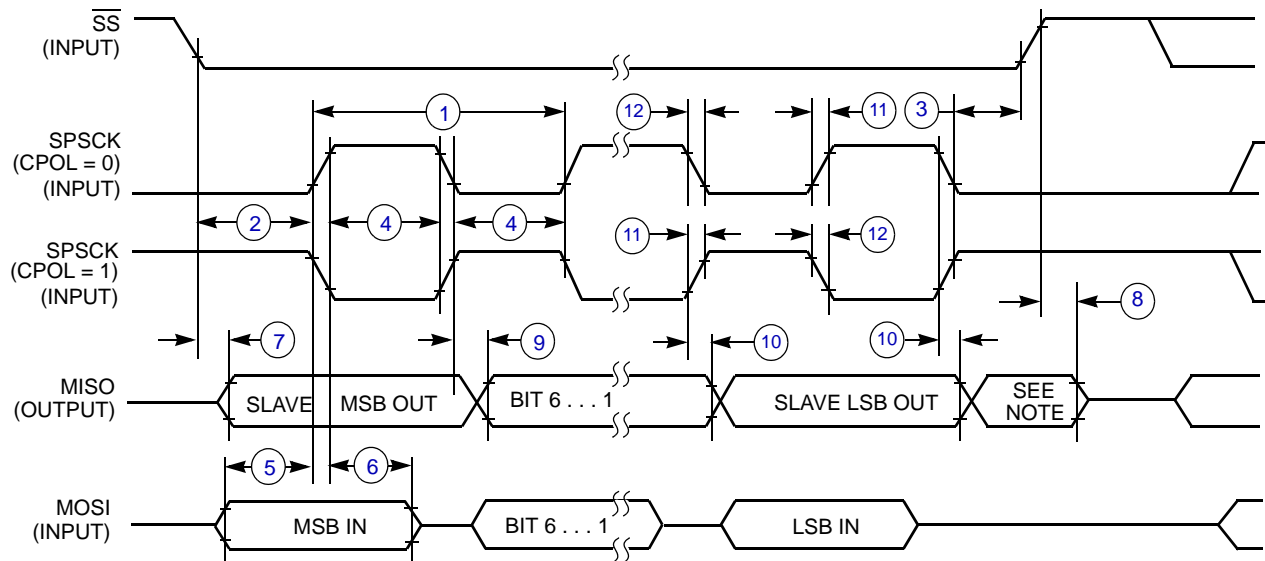 SS
(INPUT)
1
12
11
3
SPSCK
(CPOL = 0)
(INPUT)
2
4
4
11
12
SPSCK
(CPOL = 1)
(INPUT)
8
7
9
10
10
MISO
(OUTPUT)
SLAVE
MSB OUT
BIT 6 . . . 1
SLAVE LSB OUT
SEE
NOTE
5
6
MOSI
(INPUT)
MSB IN
BIT 6 . . . 1
LSB IN